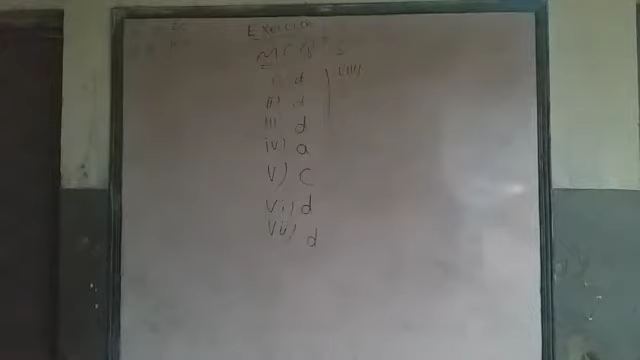 Exercise
MCQ's
i) d
ii) d
iii) d
iv) a
v) c
vi) d
vii) d